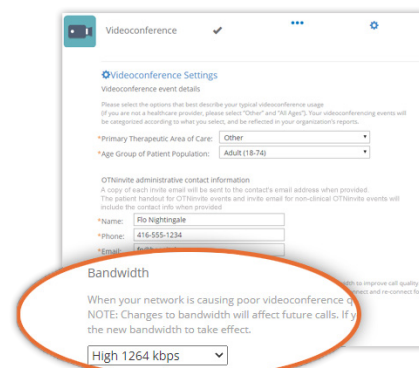 Videoconference
Videoconference Settings
Videoconference event details
Please select the options that best describe your typical videoconference usage
(if you are not a healthcare provider, please select "Other" and "All Ages"). Your videoconferencing events will
be categorized according to what you select, and be reflected in your organization's reports.
*Primary Therapeutic Area of Care: Other
*Age Group of Patient Population: Adult (18-74)
OTNinvite administrative contact information
A copy of each invite email will be sent to the contact's email address when provided.
The patient handout for OTNinvite events and invite email for non-clinical OTNinvite events will
include the contact info when provided
*Name: Flo Nightingale
*Phone: 416-555-1234
*Email:
Bandwidth
to improve call quality
and re-connect
When your network is causing poor videoconference
NOTE: Changes to bandwidth will affect future calls. If
the new bandwidth to take effect.
High 1264 kbps